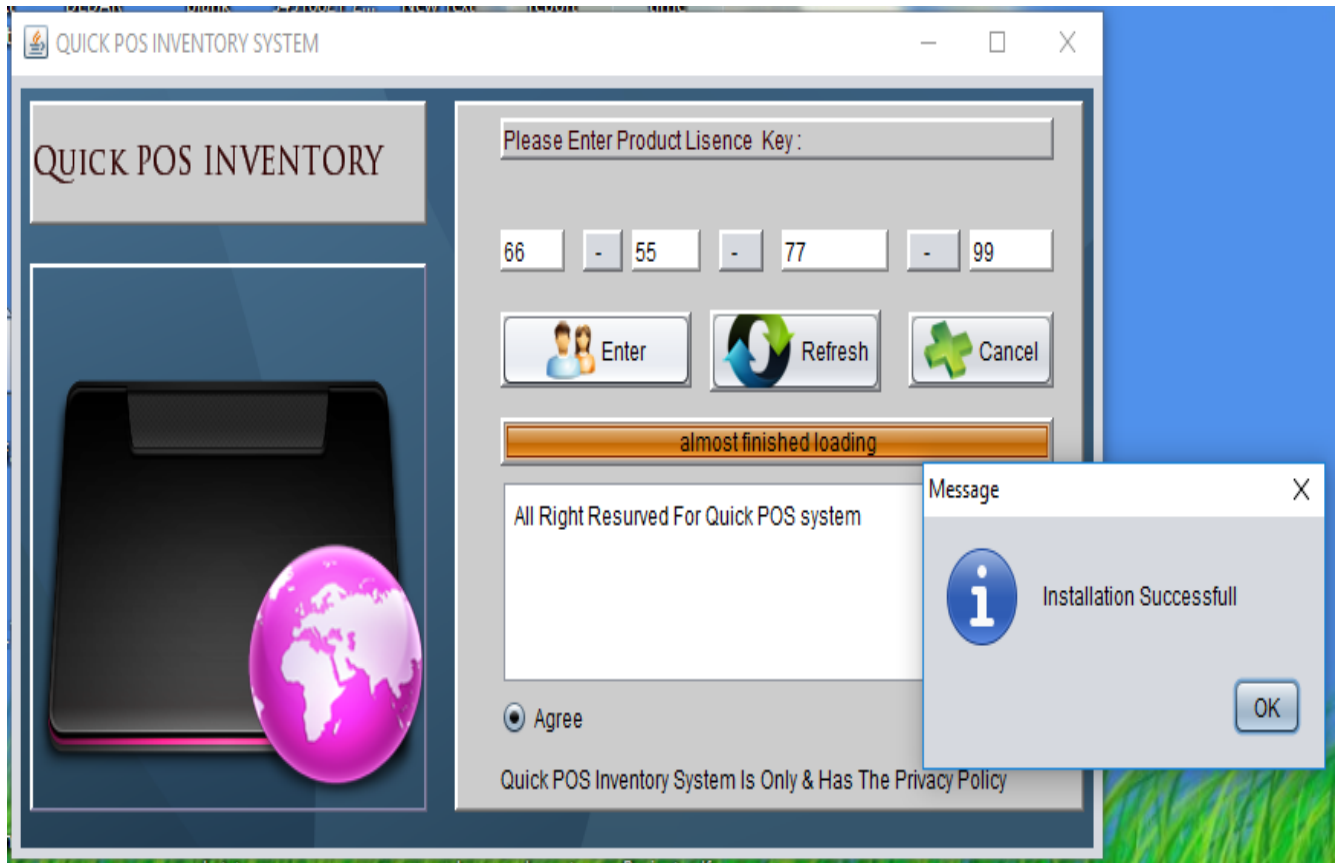 QUICK POS INVENTORY SYSTEM
QUICK POS INVENTORY
Please Enter Product Lisence Key :
66 - 55 - 77 - 99
Enter Refresh Cancel
almost finished loading
All Right Resurved For Quick POS system
Agree
Quick POS Inventory System Is Only & Has The Privacy Policy
Message
Installation Successfull
OK